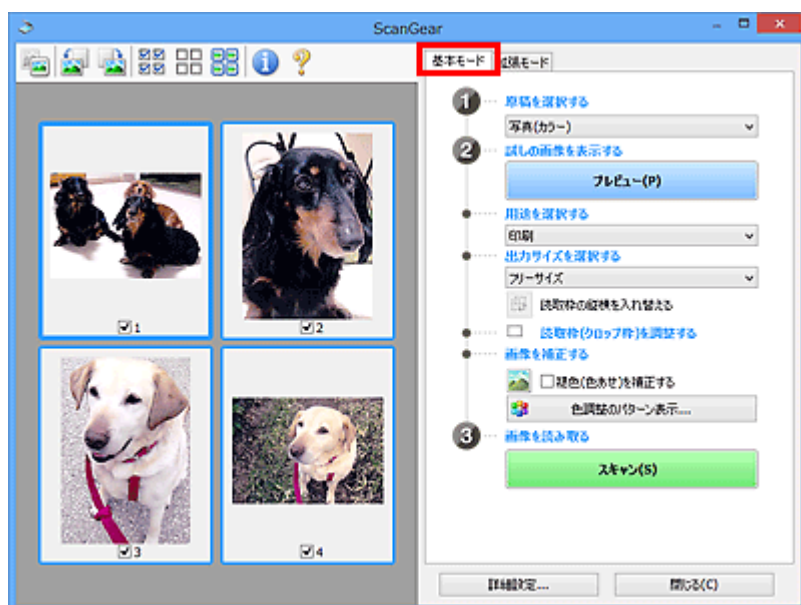 ScanGear
基本モード 拡張モード
1 原稿を選択する
写真(カラー)
2 試しの画像を表示する
プレビュー(P)
用途を選択する
印刷
出力サイズを選択する
フリーサイズ
読取枠の縦横を入れ替える
読取枠(クロップ枠)を調整する
画像を補正する
褪色(色あせ)を補正する
色調整のパターン表示...
3 画像を読み取る
スキャン(S)
1
2
3
4
詳細設定... 閉じる(C)